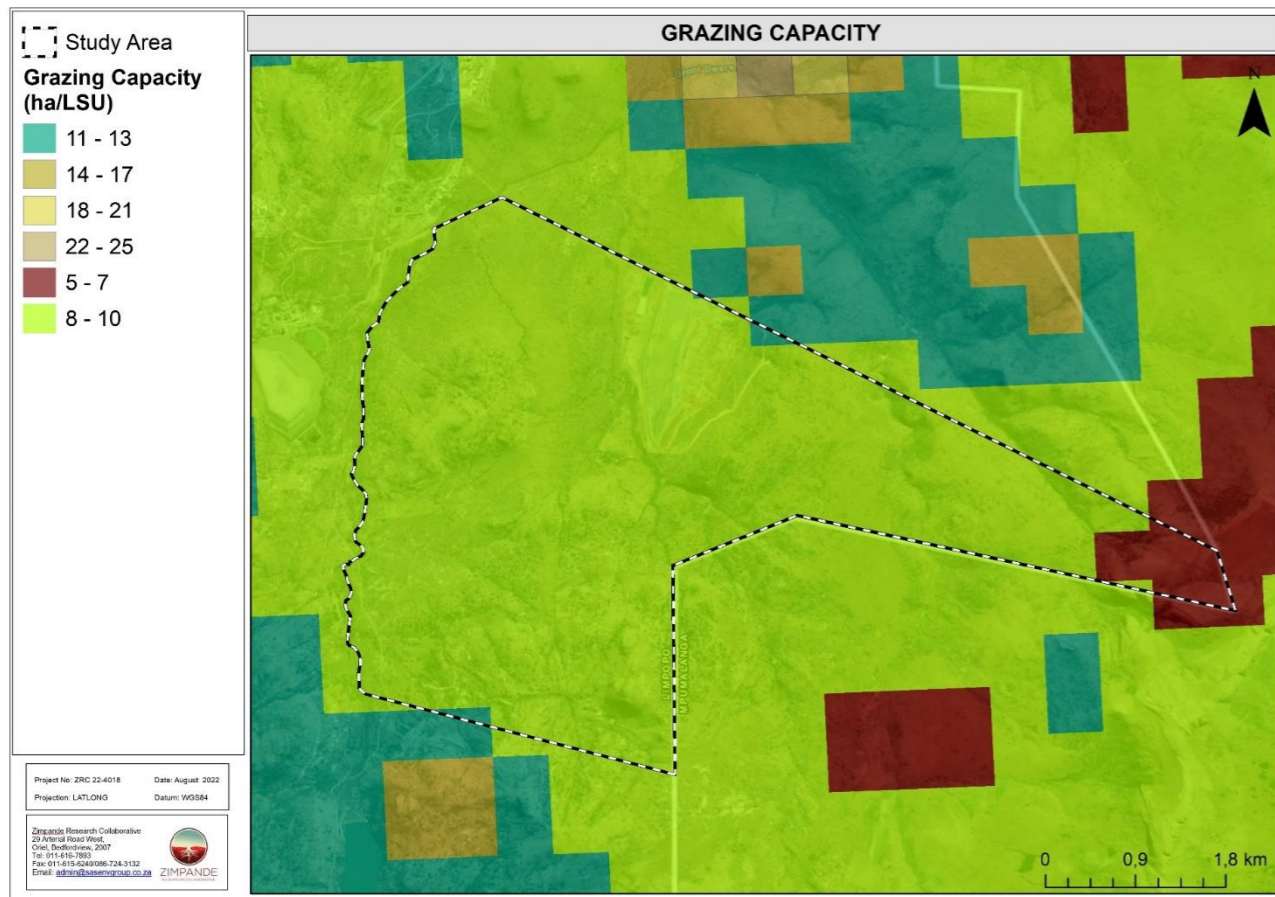 GRAZING CAPACITY
Study Area
Grazing Capacity
(ha/LSU)
11 - 13
14 - 17
18 - 21
22 - 25
5 - 7
8 - 10
N
LIMPOPO
MPUMALANGA
0 0,9 1,8 km
Project No: ZRC 22-4018 Date: August 2022
Projection: LATLONG Datum: WGS84
Zimpande Research Collaborative
29 Arterial Road West,
Oriel, Bedfordview, 2007
Tel: 011-616-7893
Fax: 011-615-6240/086-724-3132
Email: admin@sasenvgroup.co.za
ZIMPANDE